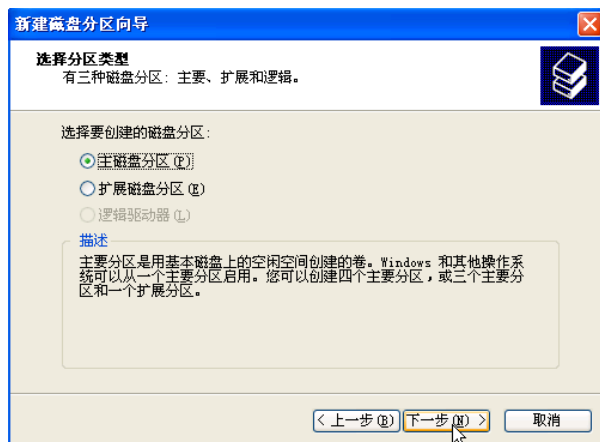 新建磁盘分区向导
选择分区类型
有三种磁盘分区: 主要、扩展和逻辑。
选择要创建的磁盘分区:
主磁盘分区(P)
扩展磁盘分区(E)
逻辑驱动器(L)
描述
主要分区是用基本磁盘上的空闲空间创建的卷。Windows 和其他操作系
统可以从一个主要分区启用。您可以创建四个主要分区，或三个主要分
区和一个扩展分区。
< 上一步(B) 下一步(N) > 取消